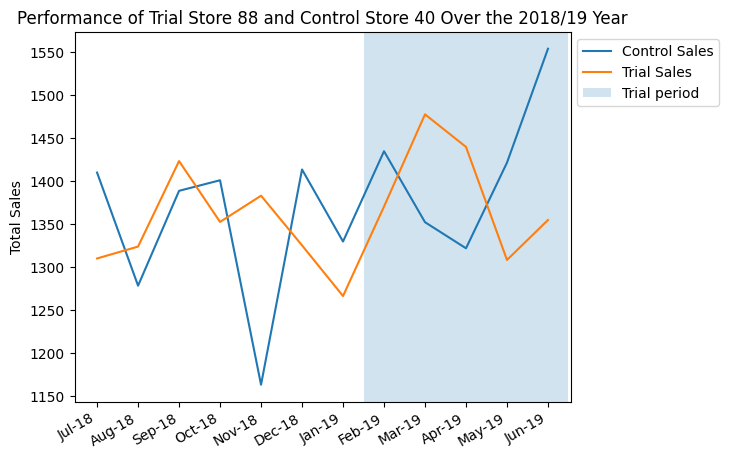 Performance of Trial Store 88 and Control Store 40 Over the 2018/19 Year
Control Sales
Trial Sales
Trial period
Total Sales
1550
1500
1450
1400
1350
1300
1250
1200
1150
Jul-18
Aug-18
Sep-18
Oct-18
Nov-18
Dec-18
Jan-19
Feb-19
Mar-19
Apr-19
May-19
Jun-19